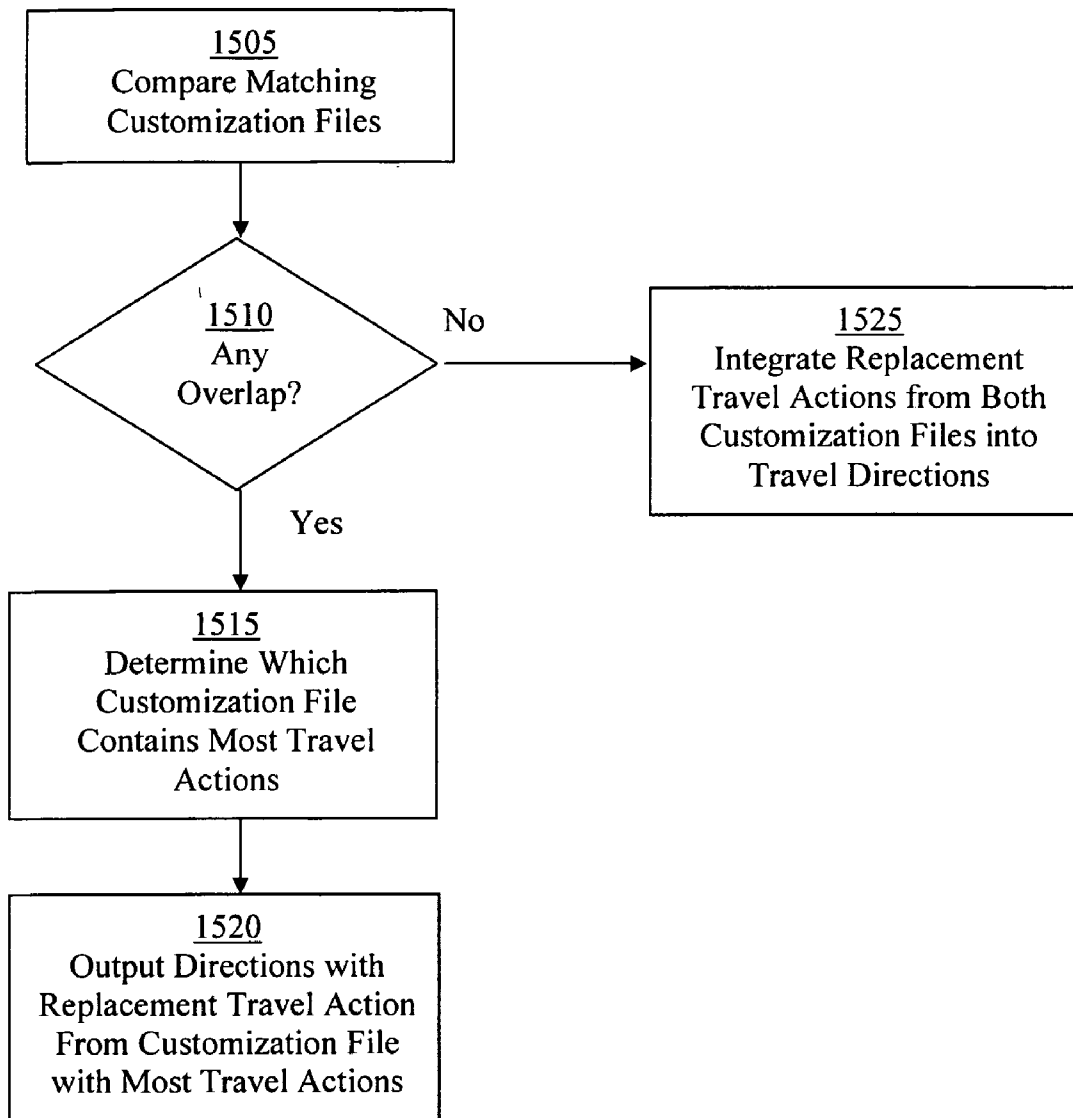 1505
Compare Matching
Customization Files
1510
Any
Overlap?
No
1525
Integrate Replacement
Travel Actions from Both
Customization Files into
Travel Directions
Yes
1515
Determine Which
Customization File
Contains Most Travel
Actions
1520
Output Directions with
Replacement Travel Action
From Customization File
with Most Travel Actions